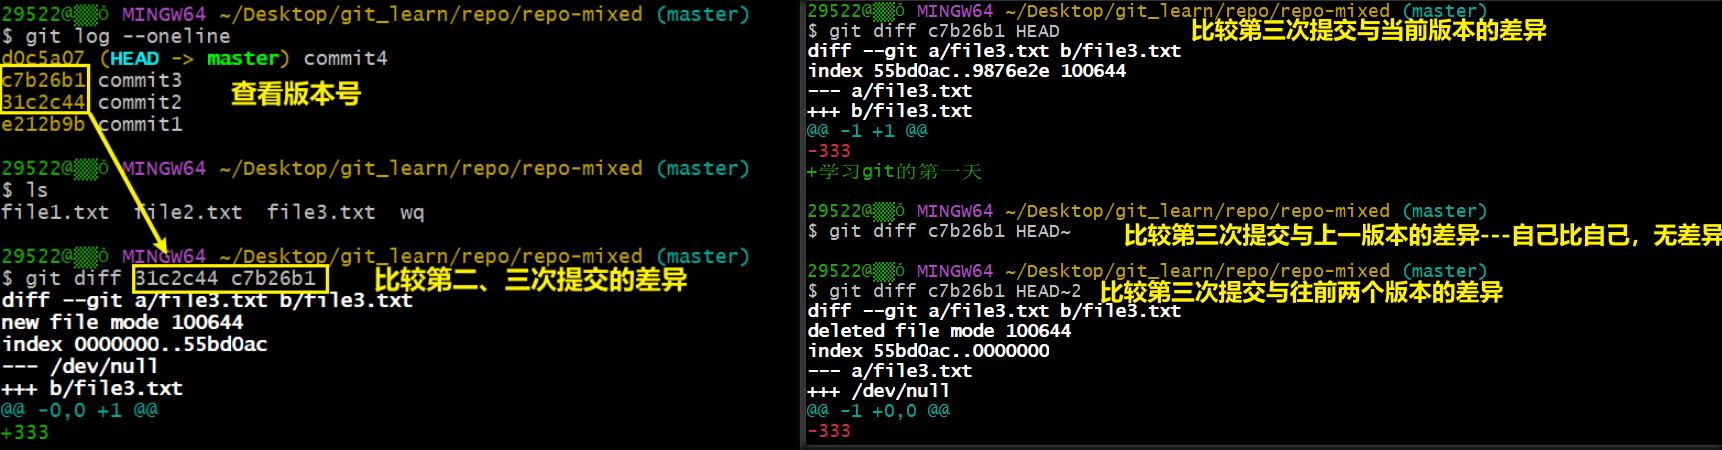 29522@▒▒ǒ MINGW64 ~/Desktop/git_learn/repo/repo-mixed (master)
$ git log --oneline
d0c5a07 (HEAD -> master) commit4
c7b26b1 commit3
31c2c44 commit2
查看版本号
e212b9b commit1
29522@▒▒ǒ MINGW64 ~/Desktop/git_learn/repo/repo-mixed (master)
$ ls
file1.txt  file2.txt  file3.txt  wq
29522@▒▒ǒ MINGW64 ~/Desktop/git_learn/repo/repo-mixed (master)
$ git diff 31c2c44 c7b26b1
比较第二、三次提交的差异
diff --git a/file3.txt b/file3.txt
new file mode 100644
index 0000000..55bd0ac
--- /dev/null
+++ b/file3.txt
@@ -0,0 +1 @@
+333
29522@▒▒ǒ MINGW64 ~/Desktop/git_learn/repo/repo-mixed (master)
$ git diff c7b26b1 HEAD
比较第三次提交与当前版本的差异
diff --git a/file3.txt b/file3.txt
index 55bd0ac..9876e2e 100644
--- a/file3.txt
+++ b/file3.txt
@@ -1 +1 @@
-333
+学习git的第一天
29522@▒▒ǒ MINGW64 ~/Desktop/git_learn/repo/repo-mixed (master)
$ git diff c7b26b1 HEAD~
比较第三次提交与上一版本的差异---自己比自己，无差异
29522@▒▒ǒ MINGW64 ~/Desktop/git_learn/repo/repo-mixed (master)
$ git diff c7b26b1 HEAD~2
比较第三次提交与往前两个版本的差异
diff --git a/file3.txt b/file3.txt
deleted file mode 100644
index 55bd0ac..0000000
--- a/file3.txt
+++ /dev/null
@@ -1 +0,0 @@
-333